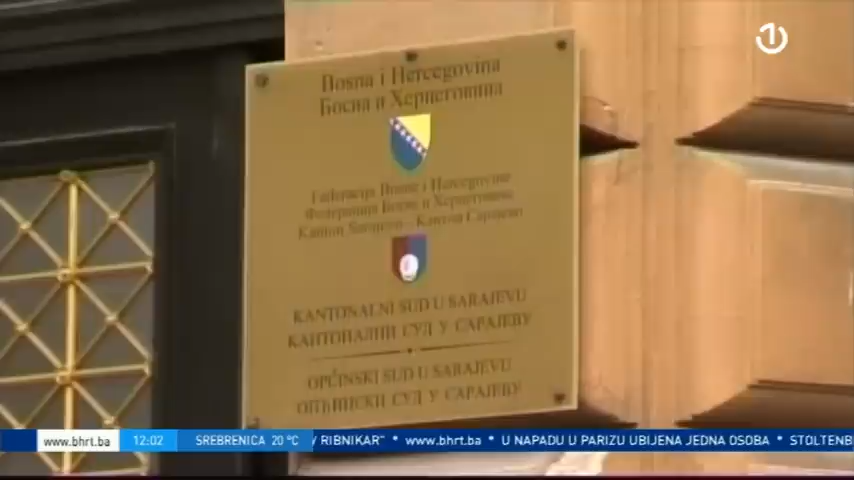 1
Bosna i Hercegovina
Босна и Херцеговина
Federacija Bosne i Hercegovine
Федерација Босне и Херцеговине
Kanton Sarajevo - Кантон Сарајево
KANTONALNI SUD U SARAJEVU
КАНТОНАЛНИ СУД У САРАЈЕВУ
OPĆINSKI SUD U SARAJEVU
ОПЋИНСКИ СУД У САРАЈЕВУ
www.bhrt.ba 12:02 SREBRENICA 20 °C V RIBNIKAR" * www.bhrt.ba * U NAPADU U PARIZU UBIJENA JEDNA OSOBA * STOLTENB